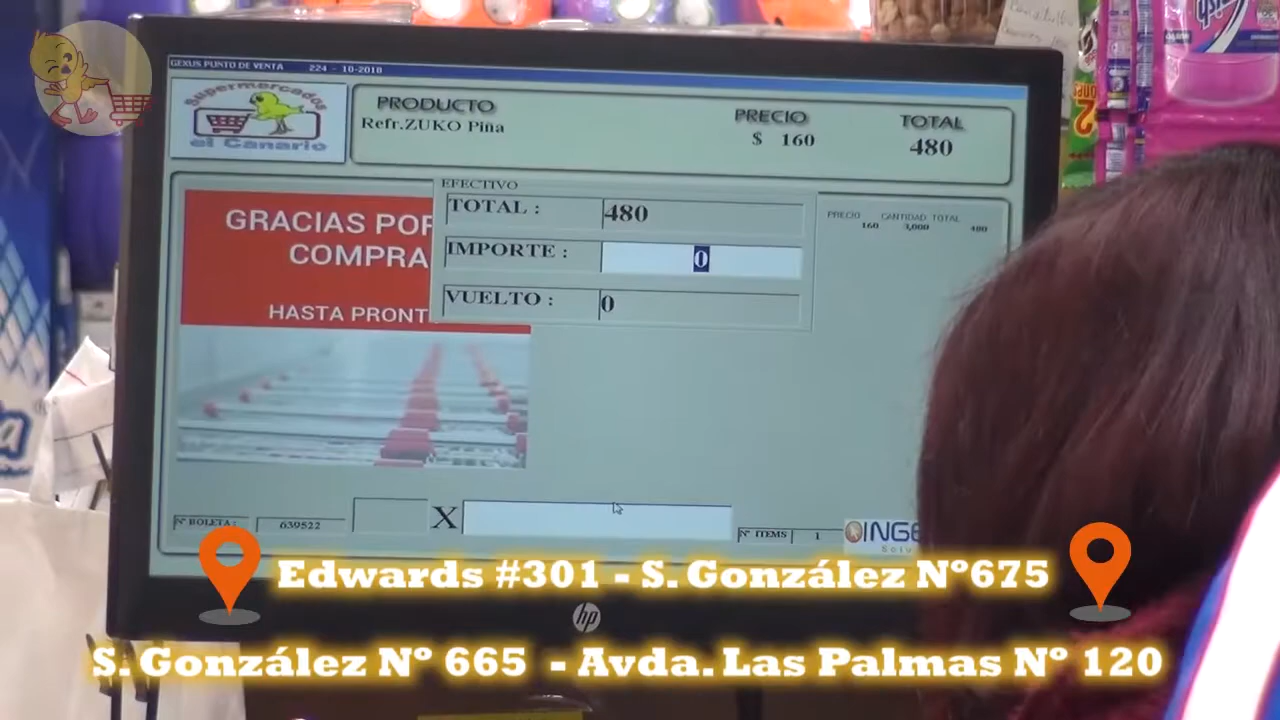 GEXUS PUNTO DE VENTA 224 - 10-2018
Supermercados
el Canario
PRODUCTO PRECIO TOTAL
Refr.ZUKO Pina $ 160 480
EFECTIVO
TOTAL : 480
IMPORTE : 0
VUELTO : 0
GRACIAS POR
COMPRA
HASTA PRONT
PRECIO CANTIDAD TOTAL
160 3,000 480
Nº BOLETA : 639522 X
Nº ITEMS 1
INGE
hp
Edwards #301 - S. González Nº675
S. González Nº 665 - Avda. Las Palmas Nº 120